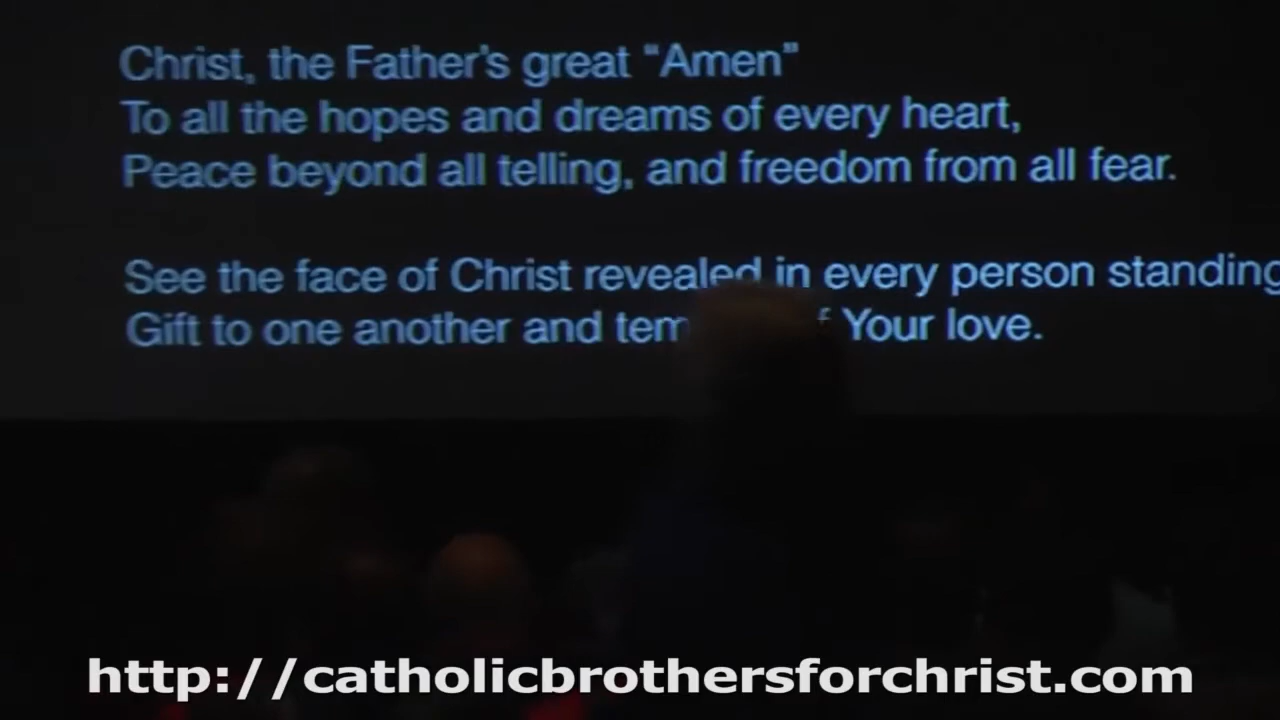 Christ, the Father's great “Amen”
To all the hopes and dreams of every heart,
Peace beyond all telling, and freedom from all fear.
See the face of Christ revealed in every person standing
Gift to one another and Your love.
http://catholicbrothersforchrist.com